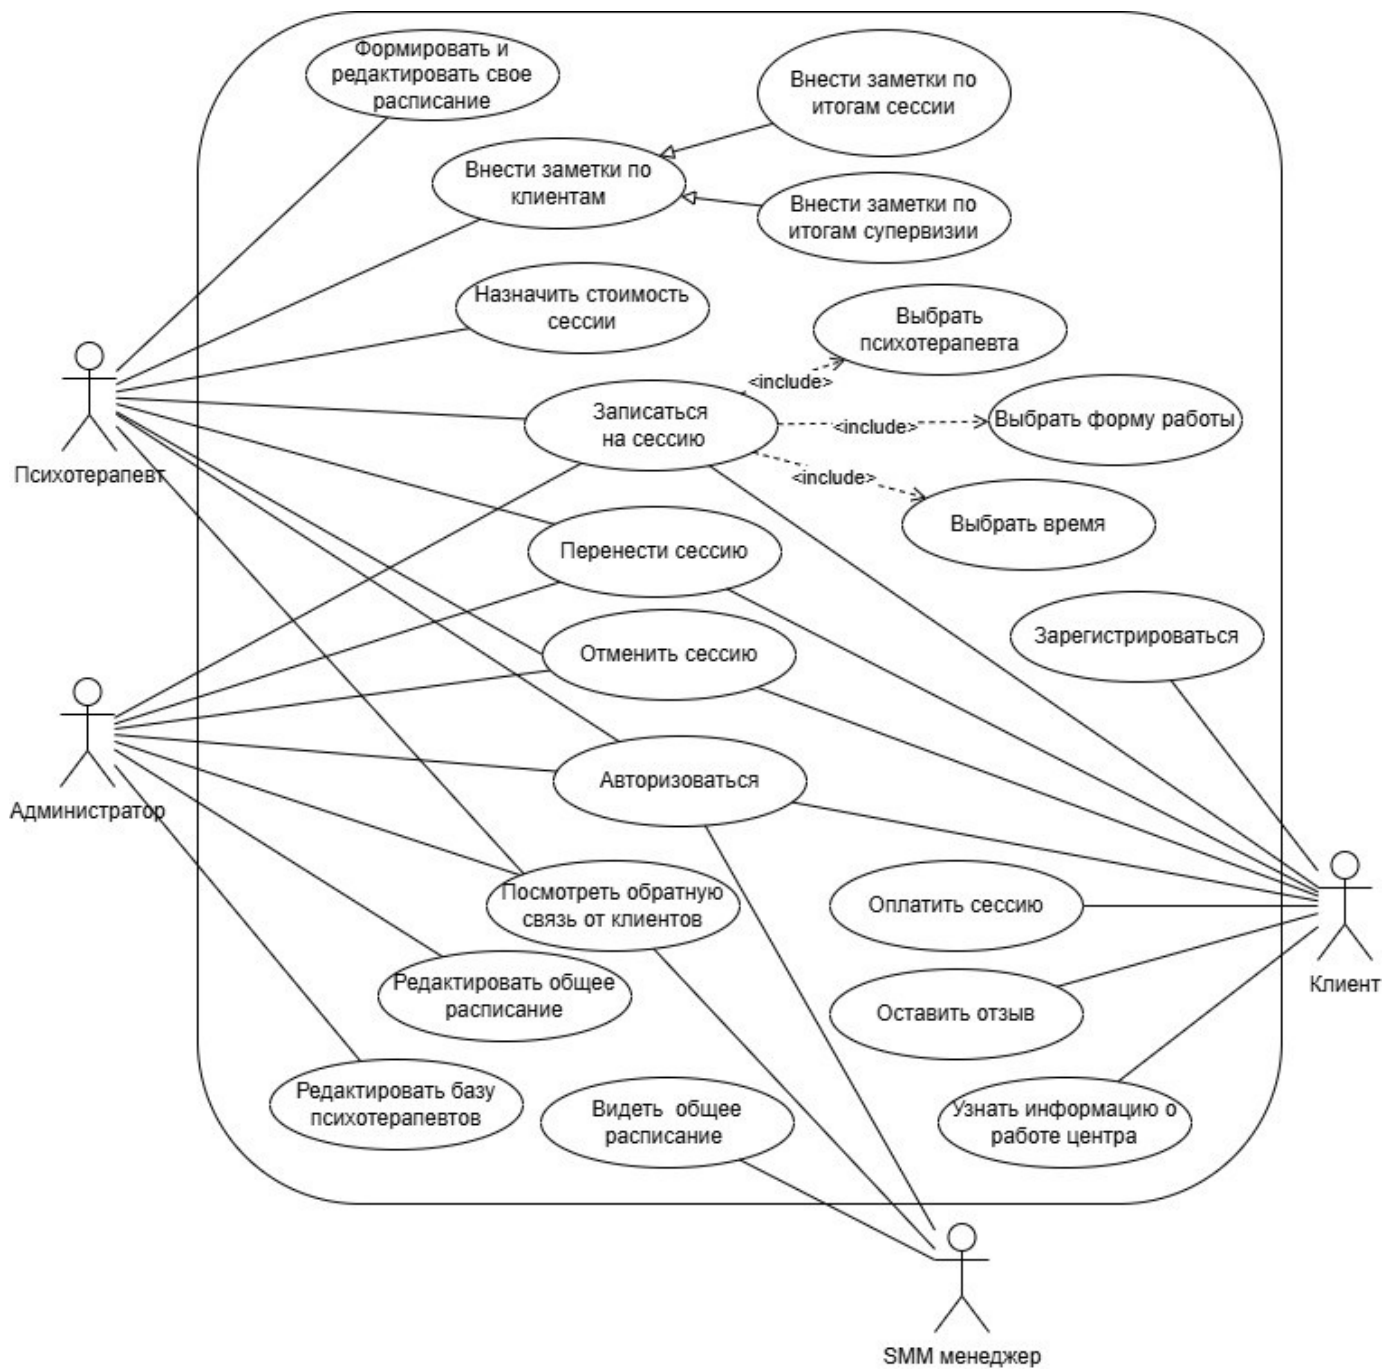 Формировать и
редактировать свое
расписание
Внести заметки по
итогам сессии
Внести заметки по
клиентам
Внести заметки по
итогам супервизии
Назначить стоимость
сессии
Выбрать
психотерапевта
<include>
Записаться
на сессию
<include>
Выбрать форму работы
<include>
Выбрать время
Психотерапевт
Перенести сессию
Зарегистрироваться
Отменить сессию
Авторизоваться
Администратор
Посмотреть обратную
связь от клиентов
Оплатить сессию
Клиент
Редактировать общее
расписание
Оставить отзыв
Редактировать базу
психотерапевтов
Видеть  общее
расписание
Узнать информацию о
работе центра
SMM менеджер